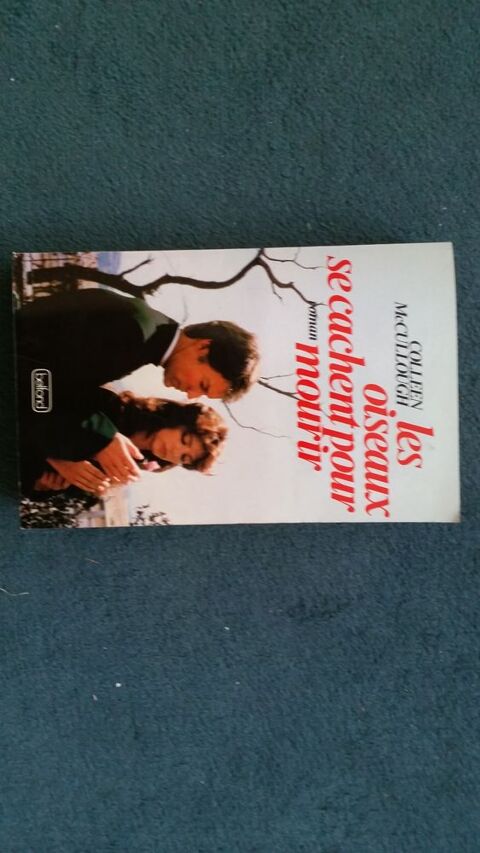 COLLEEN
McCULLOUGH
les
oiseaux
se cachent pour
mourir
roman
belfond